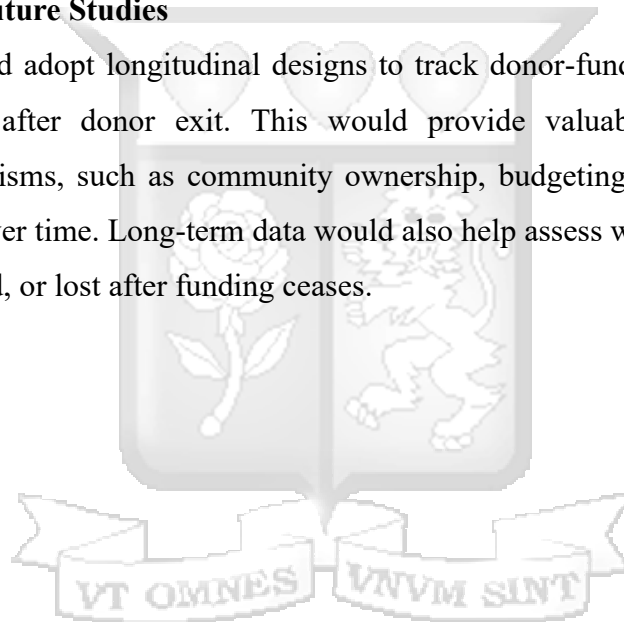 uture Studies
d adopt longitudinal designs to track donor-fund
after donor exit. This would provide valuab
isms, such as community ownership, budgeting
ver time. Long-term data would also help assess w
, or lost after funding ceases.
VT OMNES VNVM SINT